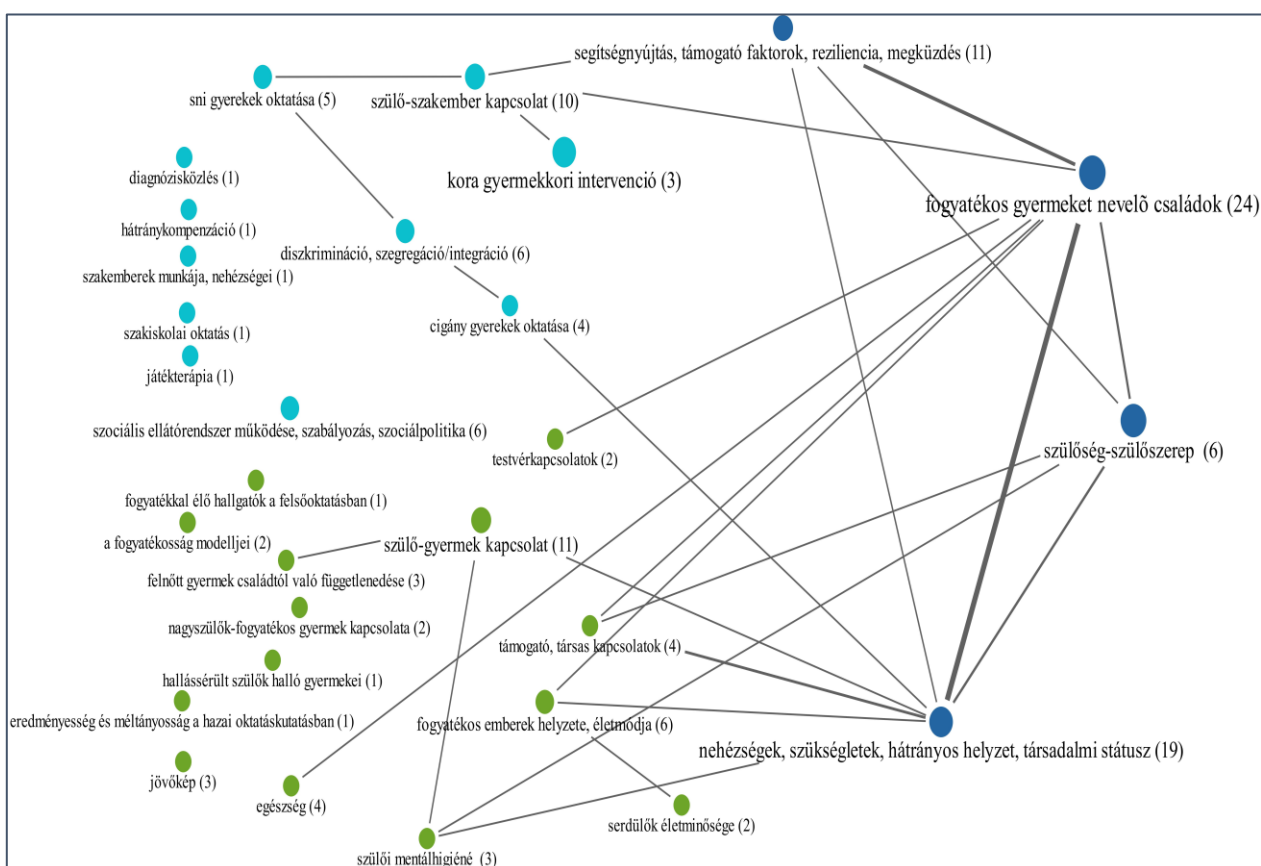 segítségnyújtás, támogató faktorok, reziliencia, megküzdés (11)
sni gyerekek oktatása (5)
szülő-szakember kapcsolat (10)
diagnózisközlés (1)
kora gyermekkori intervenció (3)
fogyatékos gyermeket nevelõ családok (24)
hátránykompenzáció (1)
diszkrimináció, szegregáció/integráció (6)
szakemberek munkája, nehézségei (1)
szakiskolai oktatás (1)
cigány gyerekek oktatása (4)
játékterápia (1)
szociális ellátórendszer működése, szabályozás, szociálpolitika (6)
testvérkapcsolatok (2)
szülőség-szülőszerep (6)
fogyatékkal élő hallgatók a felsőoktatásban (1)
a fogyatékosság modelljei (2)
szülő-gyermek kapcsolat (11)
felnőtt gyermek családtól való függetlenedése (3)
nagyszülők-fogyatékos gyermek kapcsolata (2)
támogató, társas kapcsolatok (4)
hallássérült szülők halló gyermekei (1)
eredményesség és méltányosság a hazai oktatáskutatásban (1)
fogyatékos emberek helyzete, életmódja (6)
nehézségek, szükségletek, hátrányos helyzet, társadalmi státusz (19)
jövőkép (3)
egészség (4)
serdülők életminősége (2)
szülői mentálhigiéné (3)